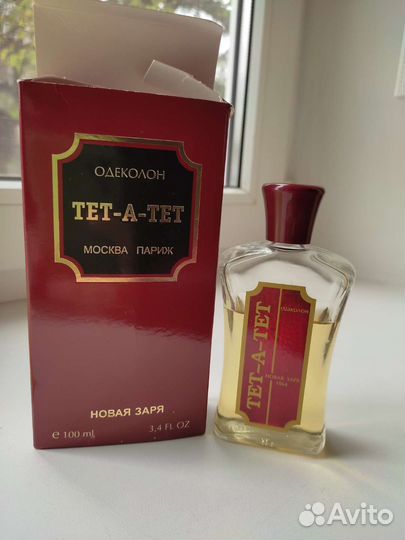 ОДЕКОЛОН
ТЕТ-А-ТЕТ
МОСКВА ПАРИЖ
НОВАЯ ЗАРЯ
℮ 100 ml
3,4 FL OZ
ТЕТ-А-ТЕТ
ОДЕКОЛОН
НОВАЯ ЗАРЯ
1864
Avito